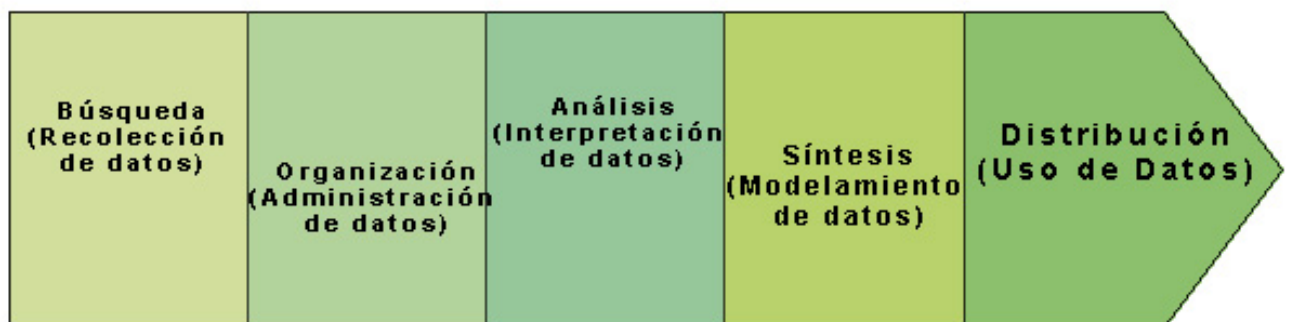 Búsqueda
(Recolección
de datos)
Organización
(Administración
de datos)
Análisis
(Interpretación
de datos)
Síntesis
(Modelamiento
de datos)
Distribución
(Uso de Datos)